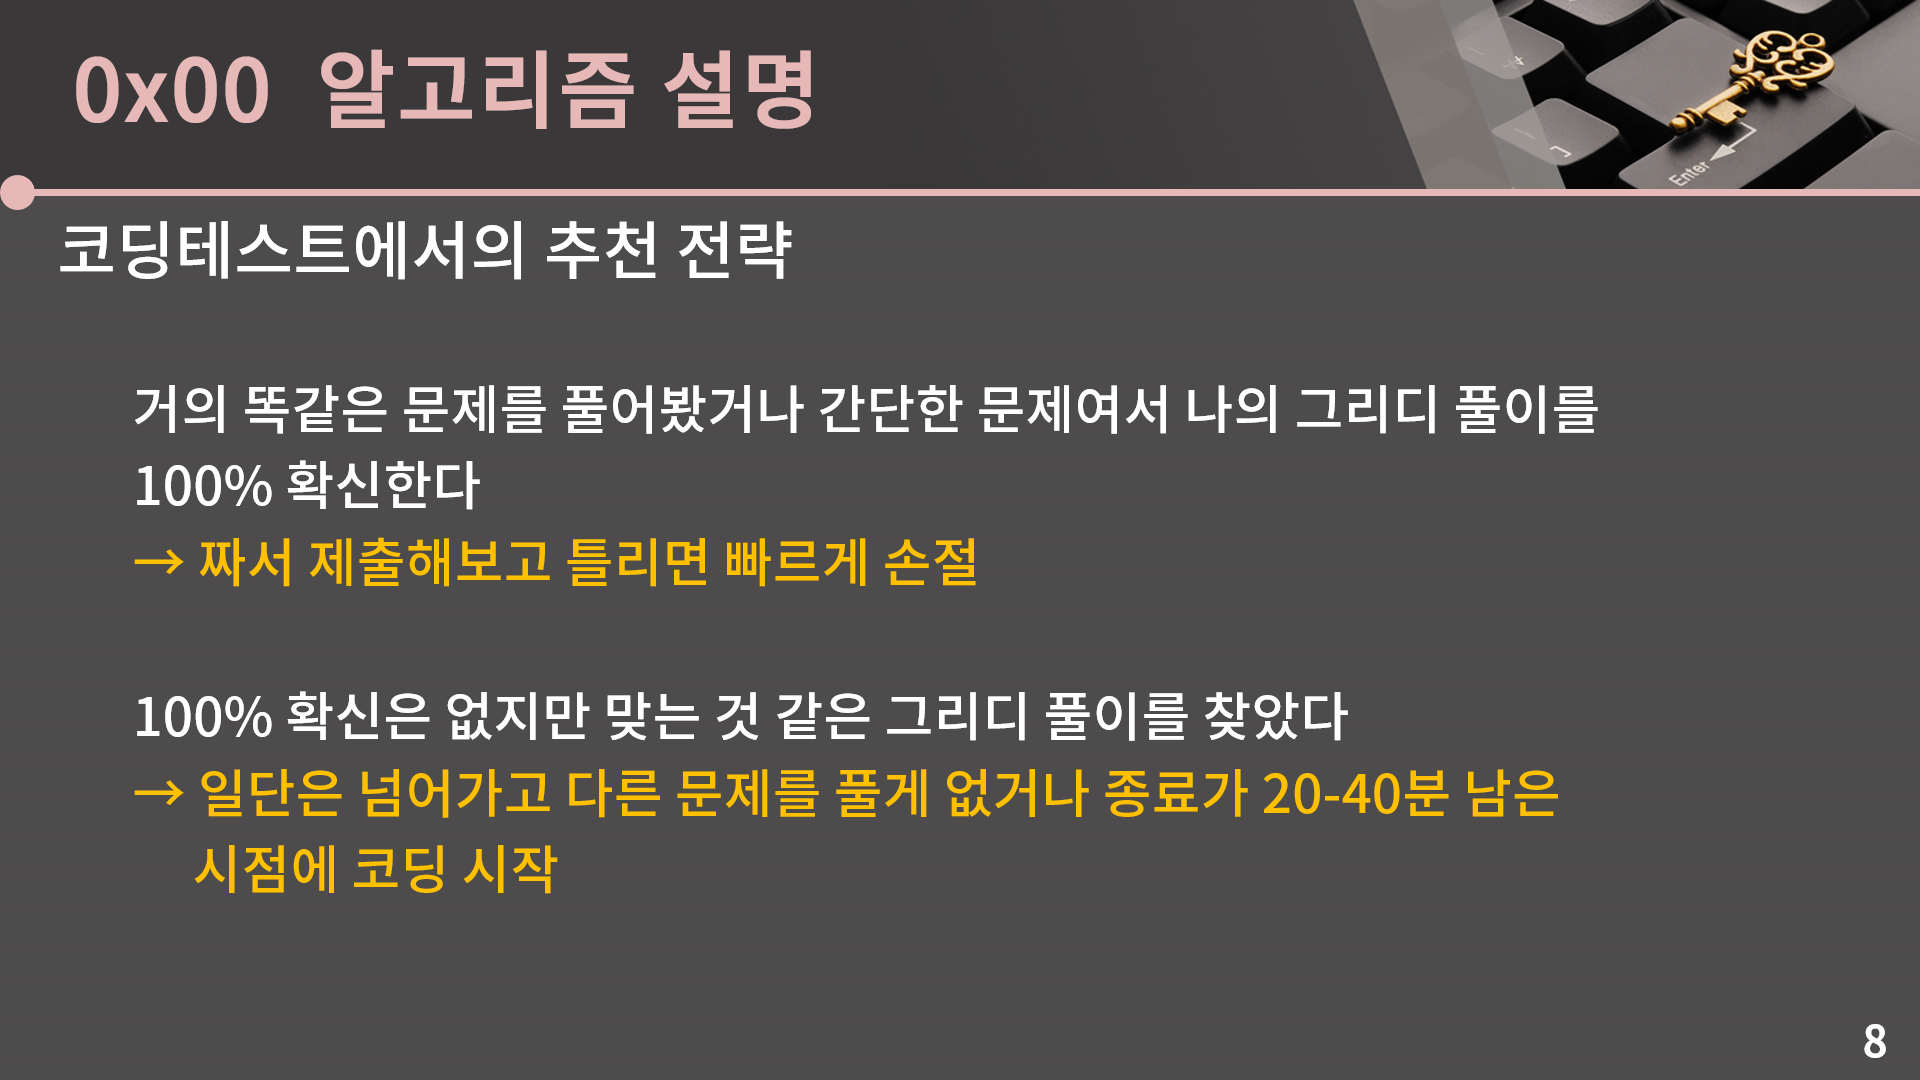 0x00 알고리즘 설명
Enter
코딩테스트에서의 추천 전략
거의 똑같은 문제를 풀어봤거나 간단한 문제여서 나의 그리디 풀이를
100% 확신한다
→ 짜서 제출해보고 틀리면 빠르게 손절
100% 확신은 없지만 맞는 것 같은 그리디 풀이를 찾았다
→ 일단은 넘어가고 다른 문제를 풀게 없거나 종료가 20-40분 남은
시점에 코딩 시작
8